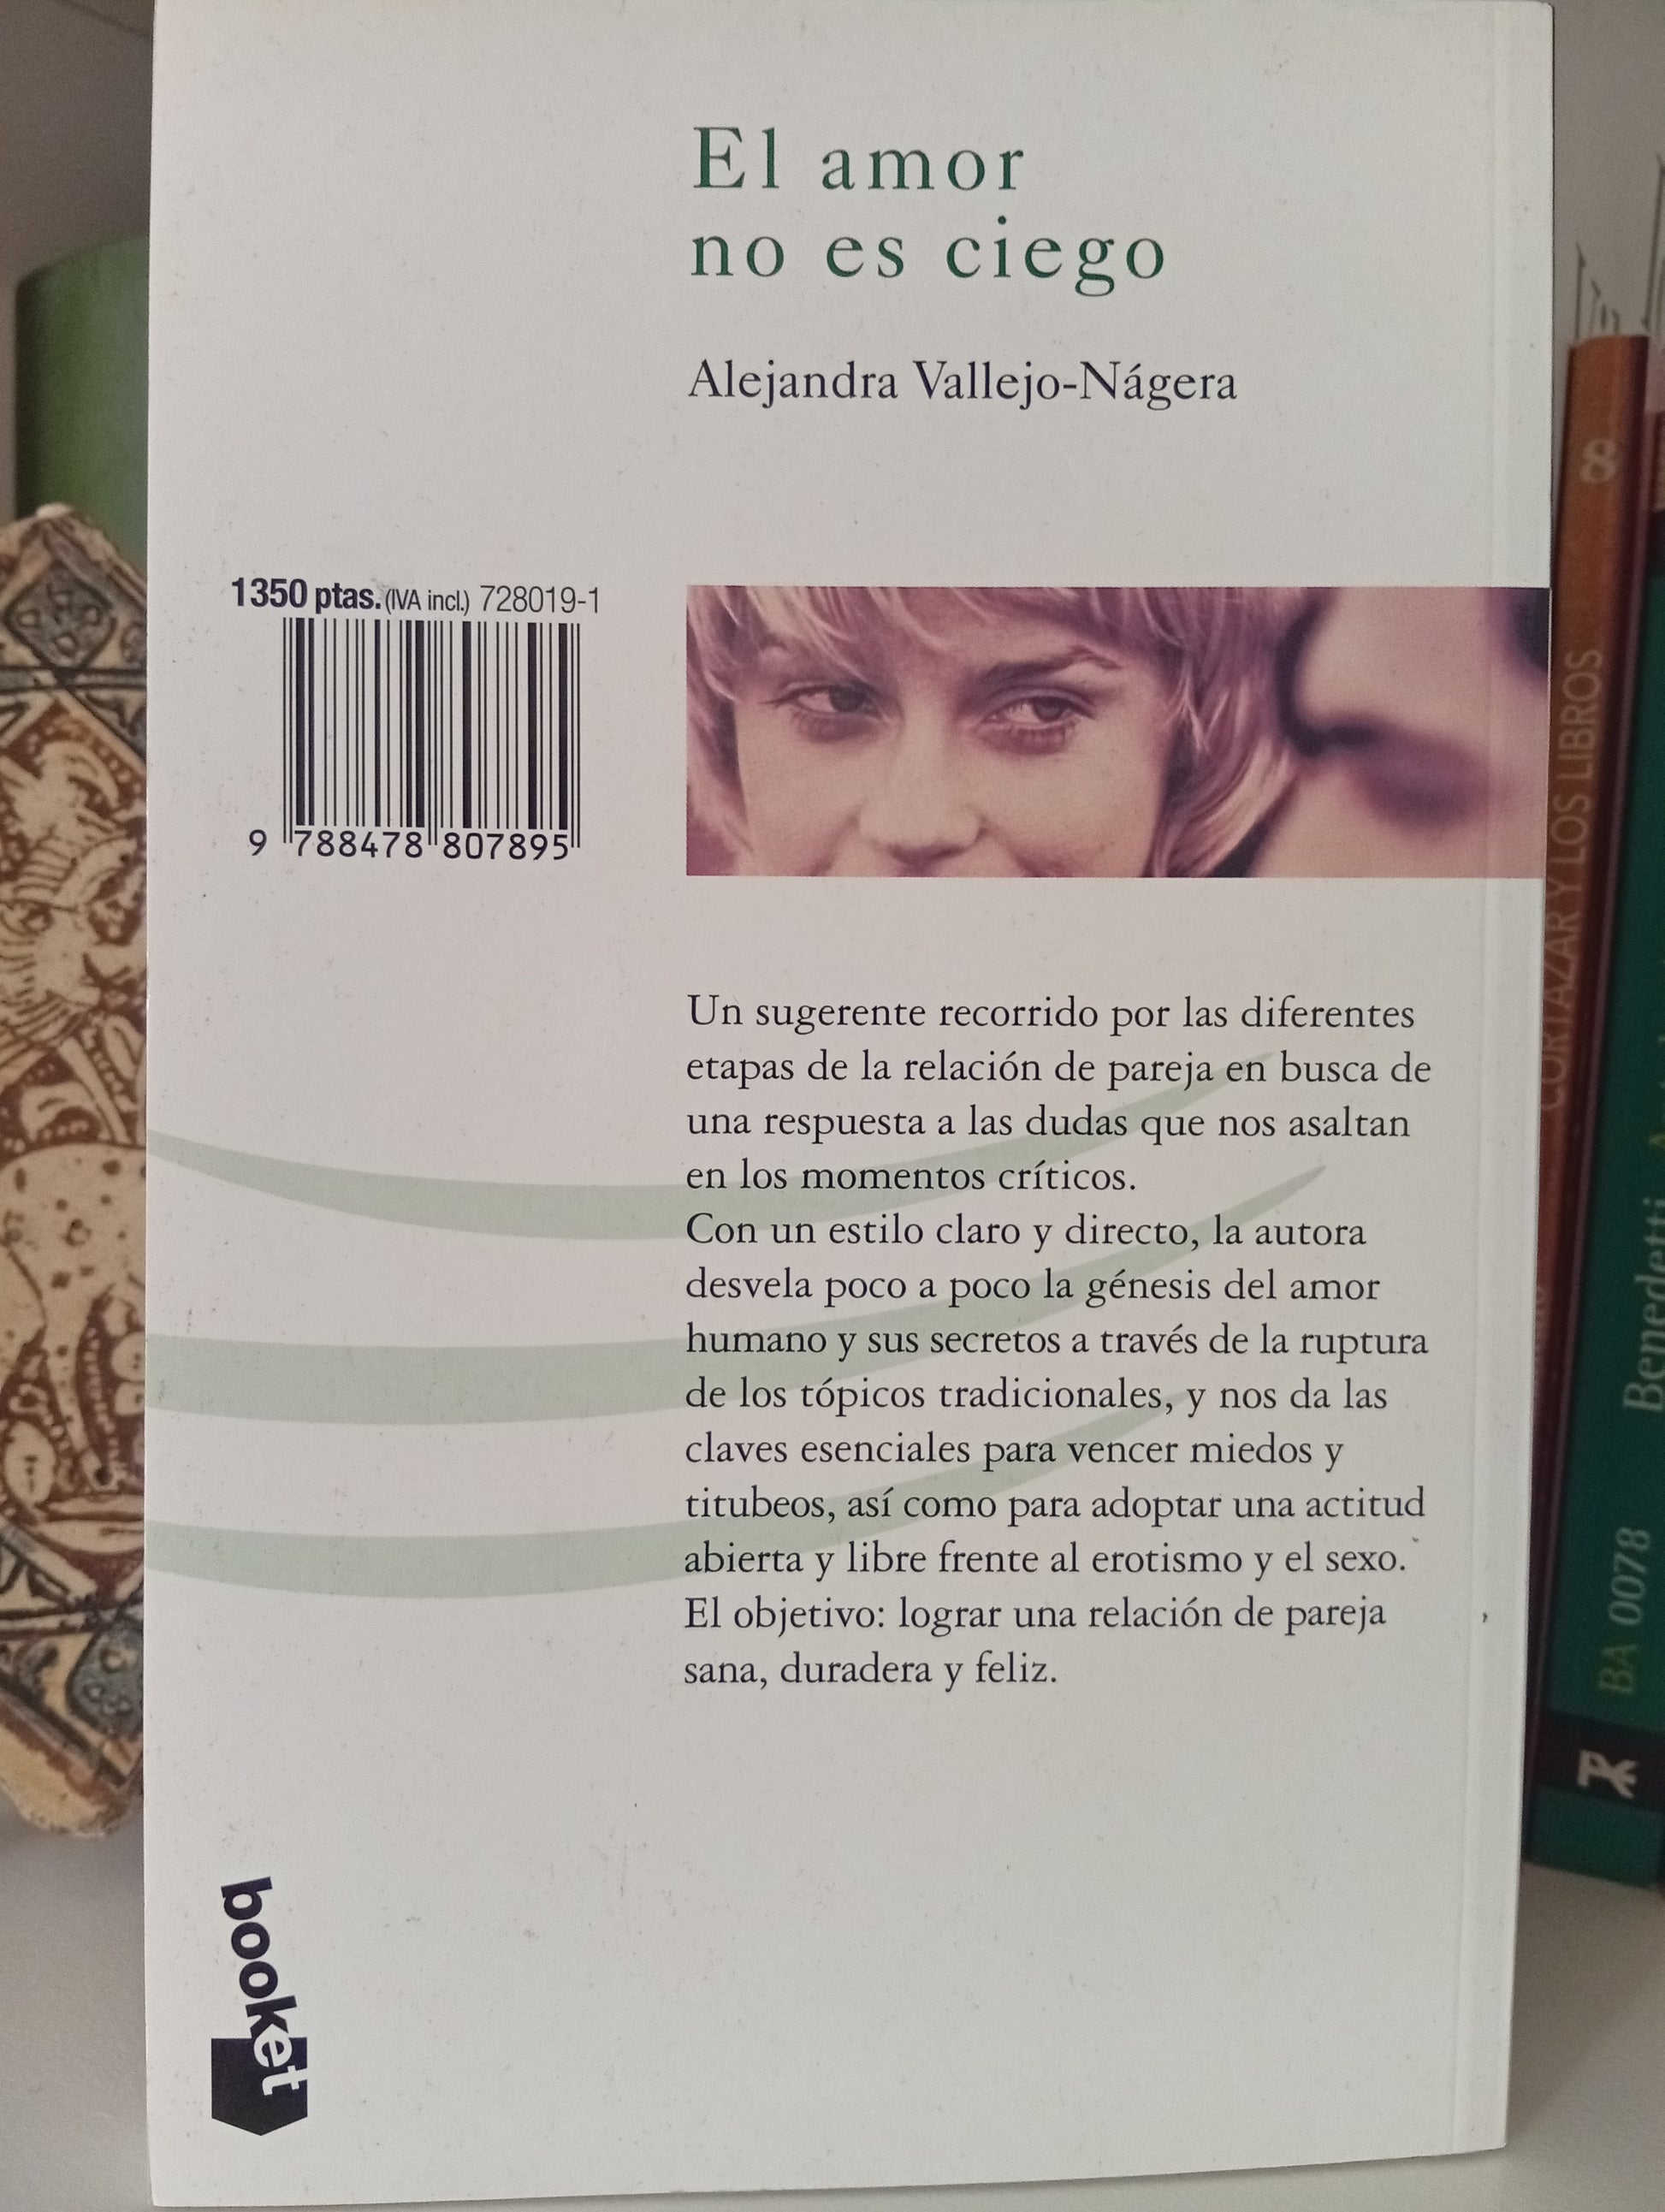 El amor
no es ciego
Alejandra Vallejo-Nágera
1350 ptas. (IVA incl.) 728019-1
9 788478 807895
Un sugerente recorrido por las diferentes
etapas de la relación de pareja en busca de
una respuesta a las dudas que nos asaltan
en los momentos críticos.
Con un estilo claro y directo, la autora
desvela poco a poco la génesis del amor
humano y sus secretos a través de la ruptura
de los tópicos tradicionales, y nos da las
claves esenciales para vencer miedos y
titubeos, así como para adoptar una actitud
abierta y libre frente al erotismo y el sexo.
El objetivo: lograr una relación de pareja
sana, duradera y feliz.
booket
8
CORTÁZAR Y LOS LIBROS
Benedetti
BA 0078